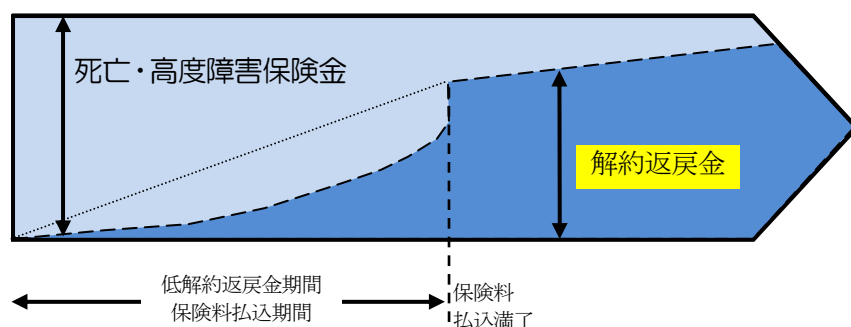 死亡・高度障害保険金
解約返戻金
低解約返戻金期間
保険料払込期間
保険料
払込満了